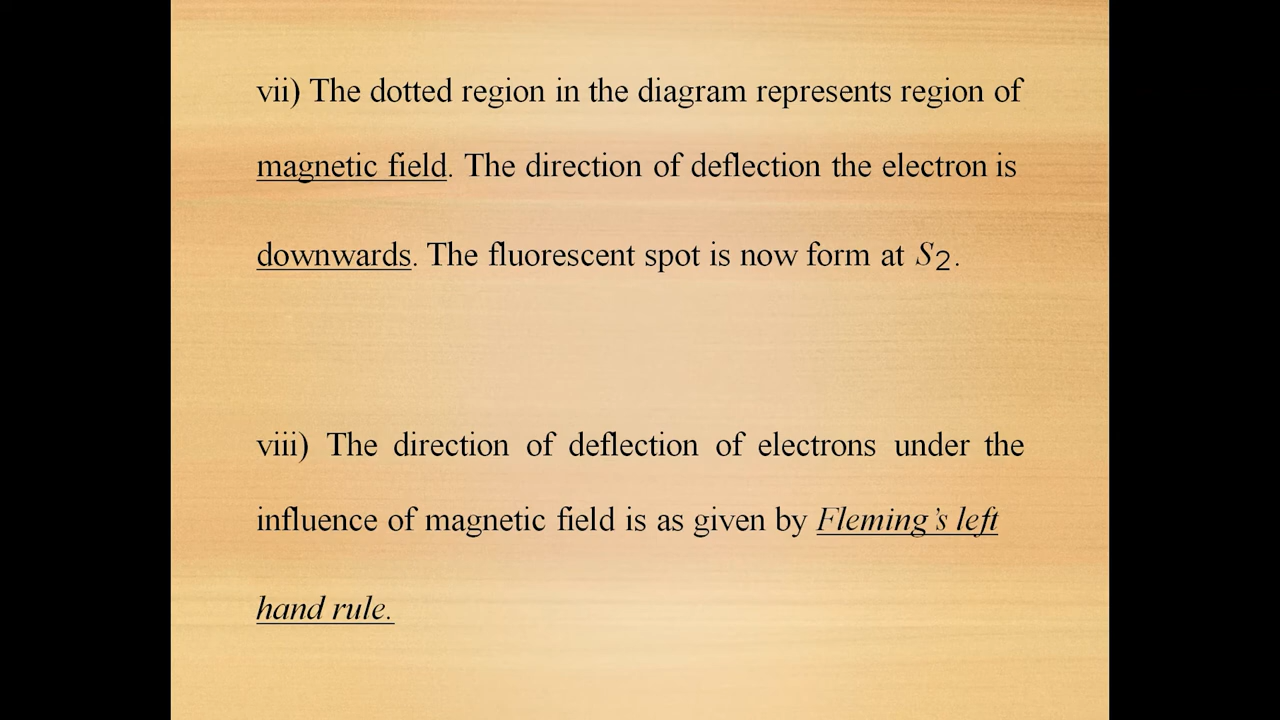 vii) The dotted region in the diagram represents region of
magnetic field. The direction of deflection the electron is
downwards. The fluorescent spot is now form at S₂.
viii) The direction of deflection of electrons under the
influence of magnetic field is as given by Fleming’s left
hand rule.